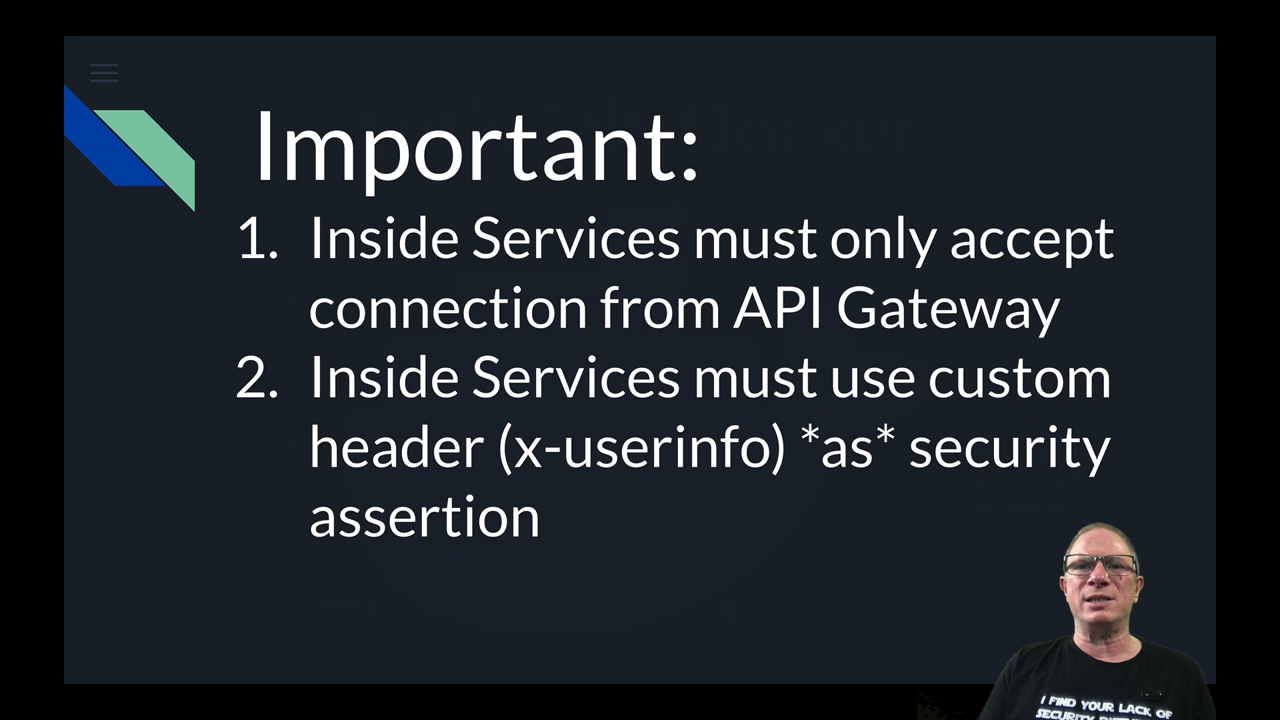 Important:
1. Inside Services must only accept
connection from API Gateway
2. Inside Services must use custom
header (x-userinfo) *as* security
assertion
I FIND YOUR LACK OF
SECURITY